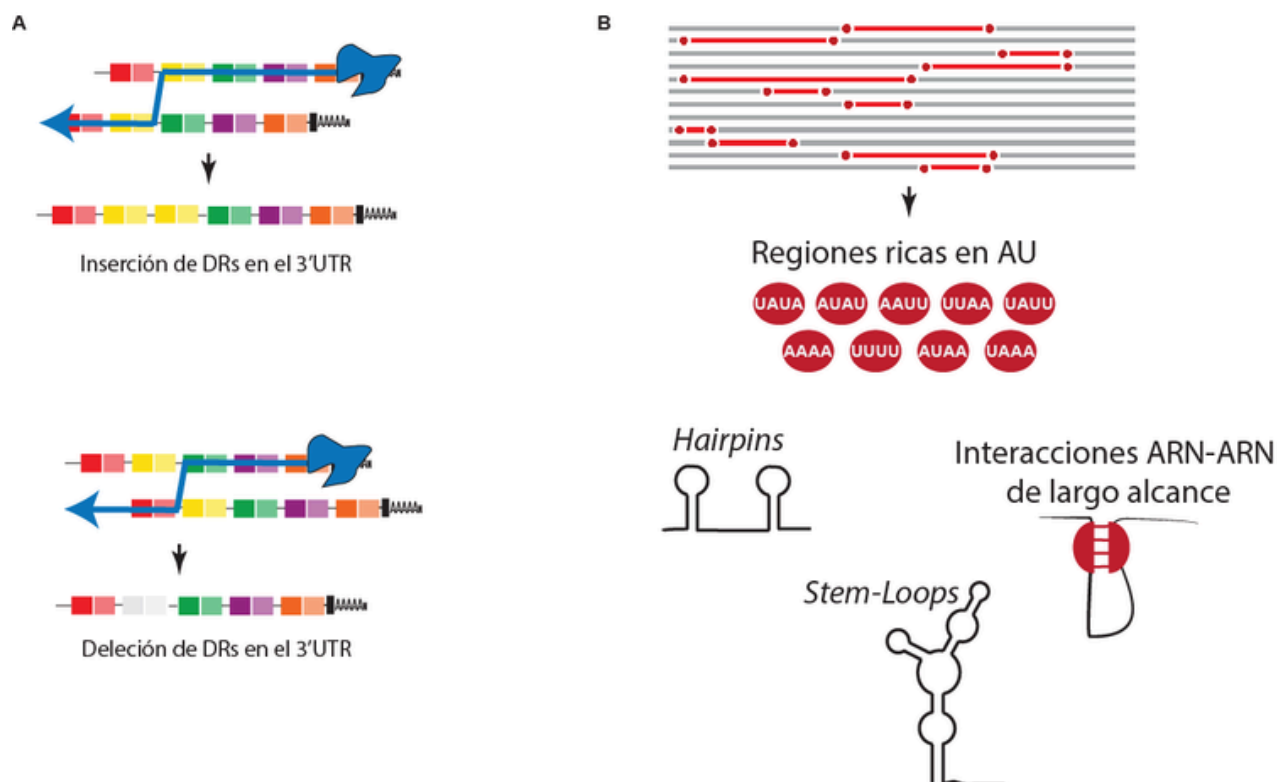 A
Inserción de DRs en el 3'UTR
Deleción de DRs en el 3'UTR
B
Regiones ricas en AU
UAUA AUAU AAUU UUAA UAUU
AAAA UUUU AUAA UAAA
Hairpins
Interacciones ARN-ARN
de largo alcance
Stem-Loops